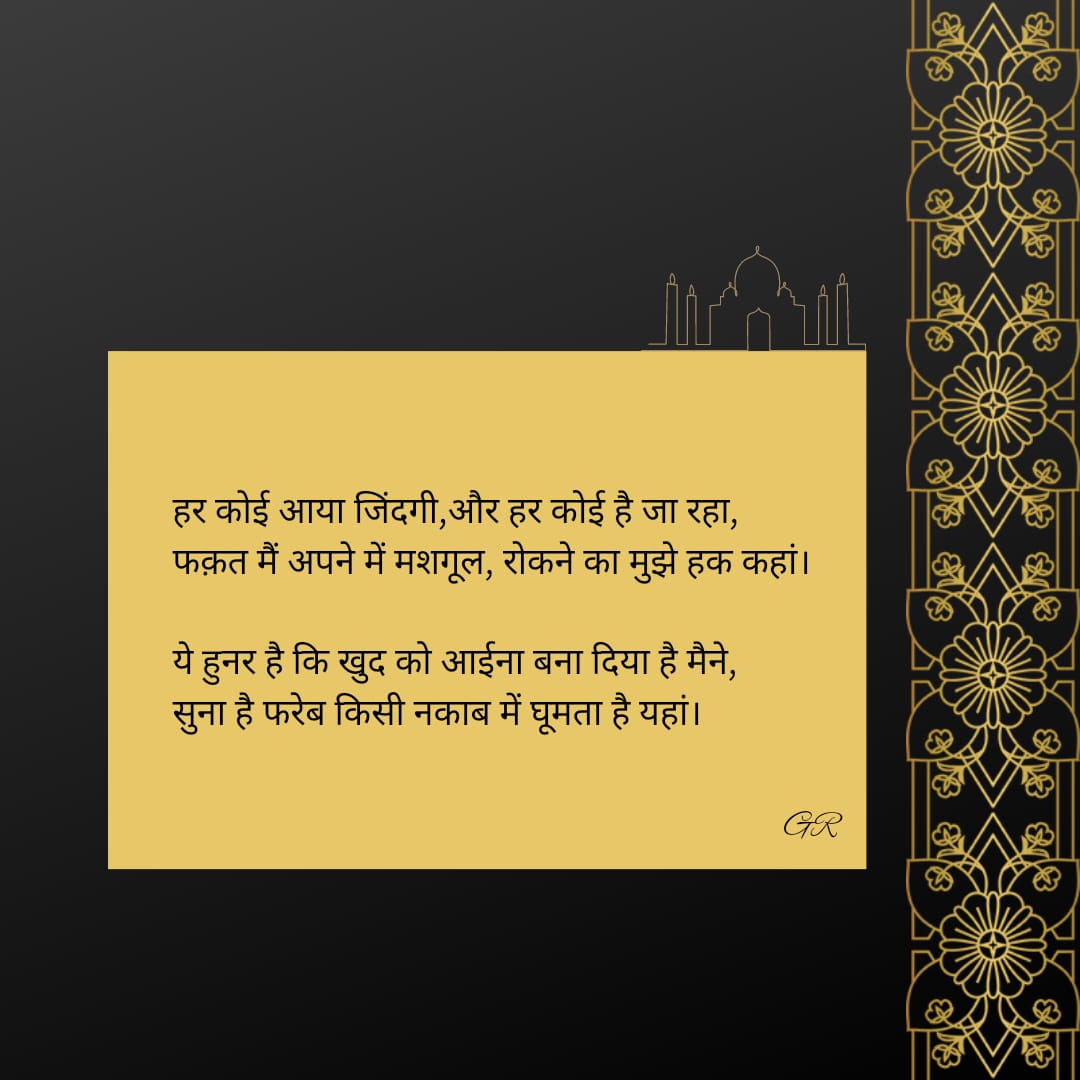 हर कोई आया जिंदगी,और हर कोई है जा रहा,
फक़त मैं अपने में मशगूल, रोकने का मुझे हक कहां।
ये हुनर है कि खुद को आईना बना दिया है मैने,
सुना है फरेब किसी नकाब में घूमता है यहां।
GR